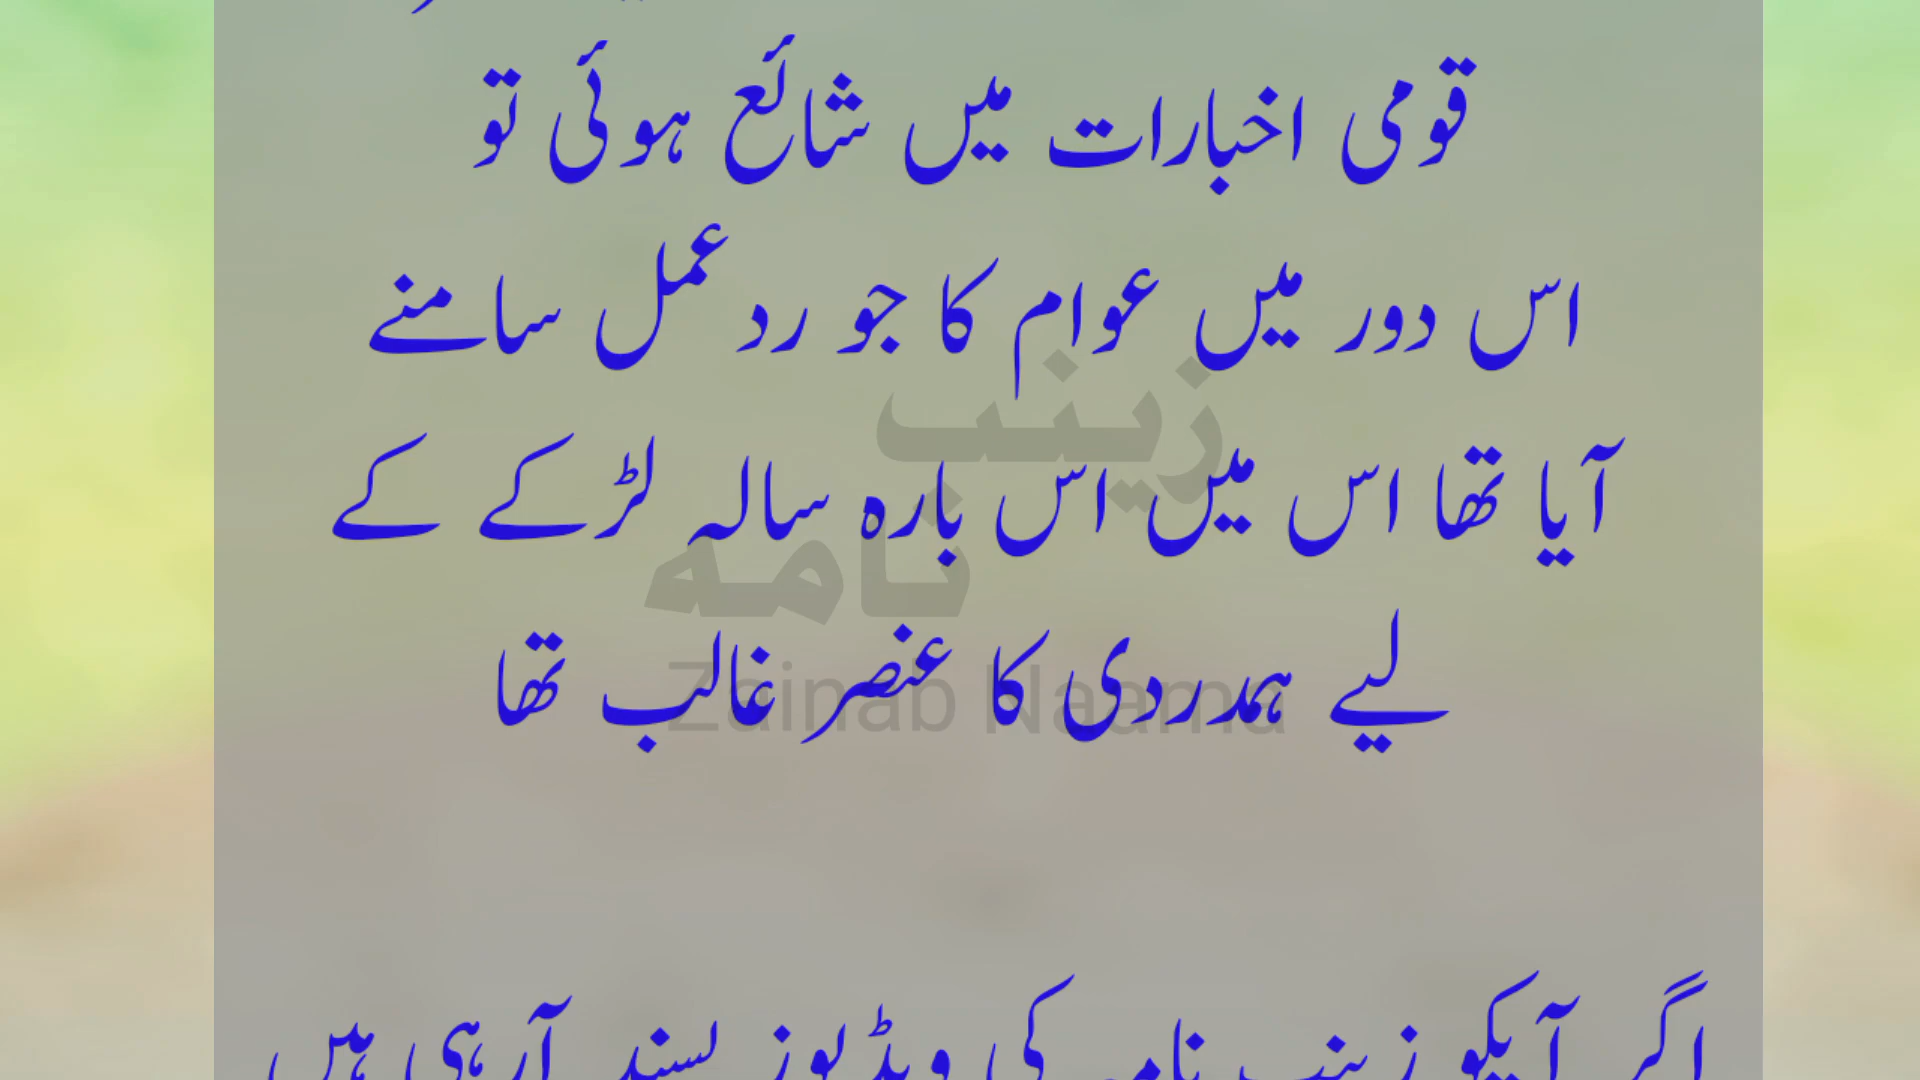 قومی اخبارات میں شائع ہوئی تو
اس دور میں عوام کا جو رد عمل سامنے
آیا تھا اس میں اس بارہ سالہ لڑکے کے
لیے ہمدردی کا عنصر غالب تھا
زینب
نامہ
Zainab Naama
اگر آپکو زینب نامہ کی ویڈیوز پسند آرہی ہیں